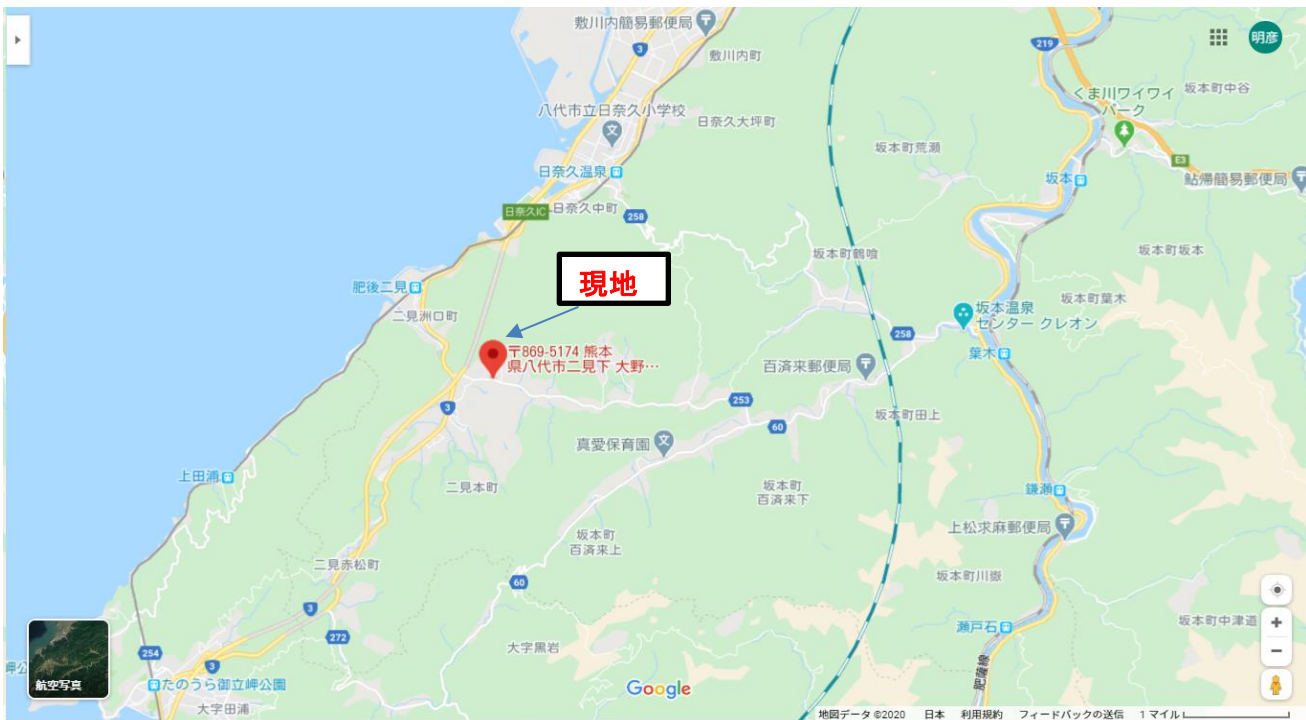 敷川内簡易郵便局
3
敷川内町
219
明彦
くま川ワイワイ
パーク
坂本町中谷
八代市立日奈久小学校
日奈久大坪町
坂本町荒瀬
E3
日奈久温泉
坂本
鮎帰簡易郵便局
日奈久IC
日奈久中町
258
坂本町鶴喰
坂本町坂本
現地
肥後二見
二見洲口町
坂本温泉
センター クレオン
坂本町葉木
258
〒869-5174 熊本
県八代市二見下 大野…
百済来郵便局
葉木
3
253
坂本町田上
60
真愛保育園
上田浦
二見本町
坂本町
百済来下
鎌瀬
坂本町
百済来上
上松求麻郵便局
二見赤松町
60
坂本町川嶽
3
272
瀬戸石
坂本町中津道
254
大字黒岩
3
肥薩線
航空写真
たのうら御立岬公園
Google
大字田浦
地図データ ©2020 日本 利用規約 フィードバックの送信 1 マイル